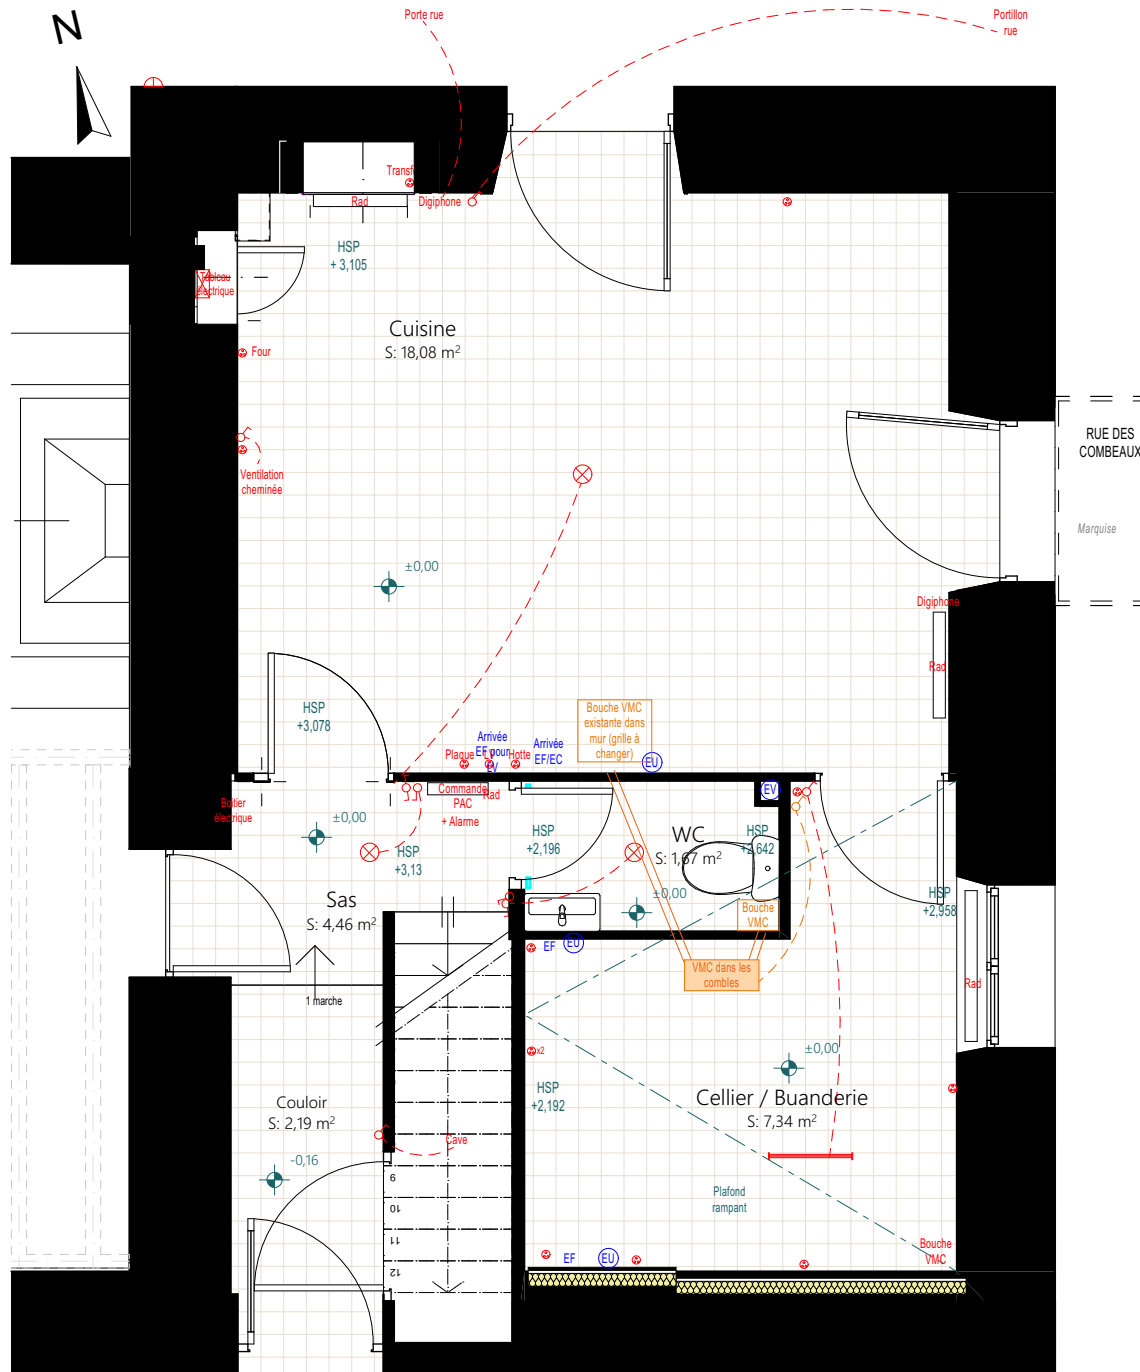 N
Porte rue
Portillon
rue
Transfo
Rad
Digiphone
HSP
+ 3,105
Tableau
électrique
Cuisine
S: 18,08 m²
Four
Ventilation
cheminée
RUE DES
COMBEAUX
Marquise
±0,00
Digiphone
Rad
HSP
+3,078
Bouche VMC
existante dans
mur (grille à
changer)
Arrivée
EF pour
LV
Arrivée
EF/EC
Plaque
LV
Hotte
EU
Boitier
électrique
Commande
PAC
+ Alarme
Rad
EV
±0,00
HSP
+3,13
HSP
+2,196
WC
S: 1,67 m²
HSP
+2,642
±0,00
Sas
S: 4,46 m²
Bouche
VMC
HSP
+2,958
EF
EU
VMC dans les
combles
Rad
1 marche
x2
±0,00
HSP
+2,192
Cellier / Buanderie
S: 7,34 m²
Couloir
S: 2,19 m²
Cave
-0,16
9
10
11
12
Plafond
rampant
EF
EU
Bouche
VMC